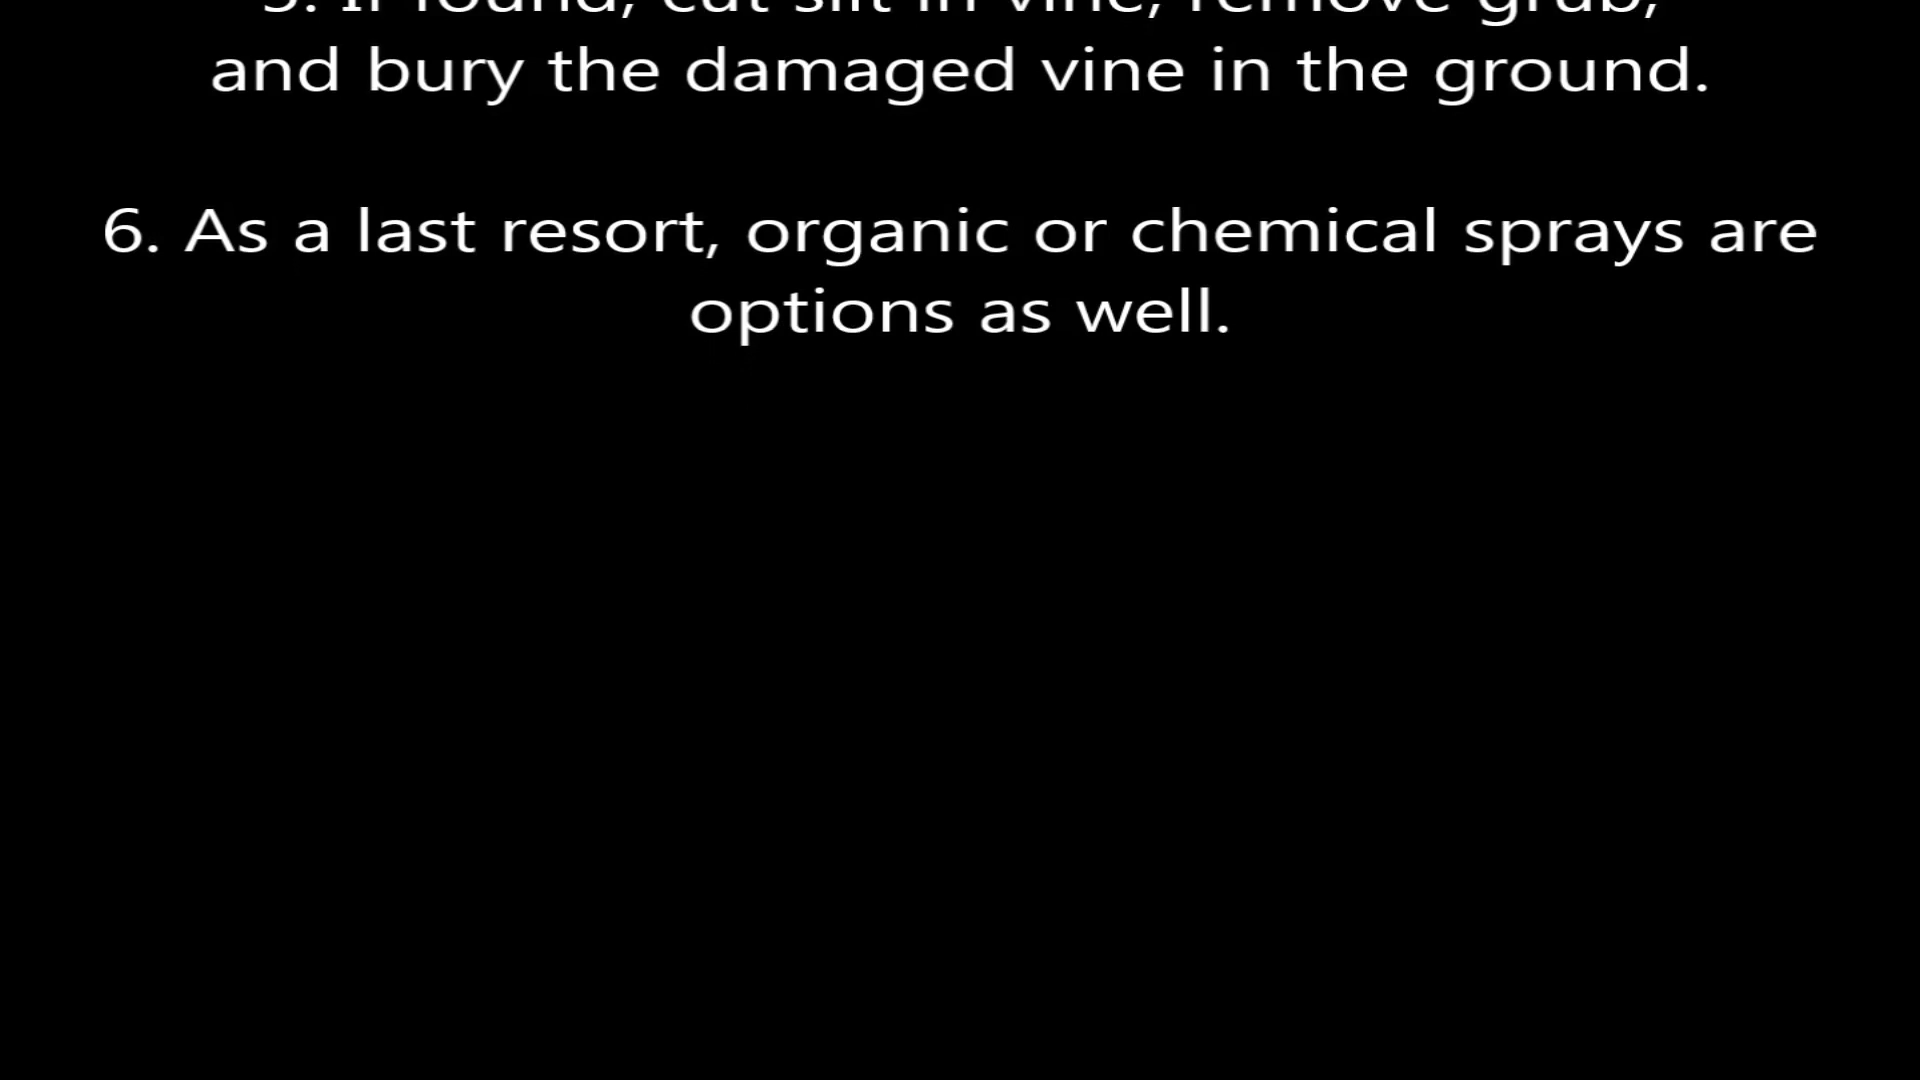 5. If found, cut slit in vine, remove grub,
and bury the damaged vine in the ground.
6. As a last resort, organic or chemical sprays are
options as well.